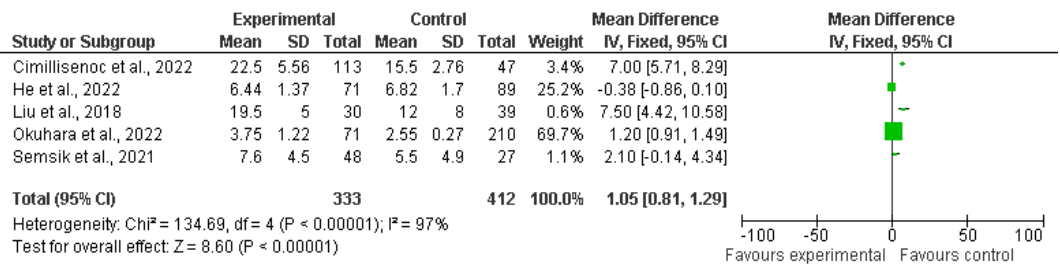 Experimental Control Mean Difference Mean Difference
Study or Subgroup Mean SD Total Mean SD Total Weight IV, Fixed, 95% CI IV, Fixed, 95% CI
Cimillisenoc et al., 2022 22.5 5.56 113 15.5 2.76 47 3.4% 7.00 [5.71, 8.29]
He et al., 2022 6.44 1.37 71 6.82 1.7 89 25.2% -0.38 [-0.86, 0.10]
Liu et al., 2018 19.5 5 30 12 8 39 0.6% 7.50 [4.42, 10.58]
Okuhara et al., 2022 3.75 1.22 71 2.55 0.27 210 69.7% 1.20 [0.91, 1.49]
Semsik et al., 2021 7.6 4.5 48 5.5 4.9 27 1.1% 2.10 [-0.14, 4.34]
Total (95% CI) 333 412 100.0% 1.05 [0.81, 1.29]
Heterogeneity: Chi² = 134.69, df = 4 (P < 0.00001); I² = 97%
Test for overall effect: Z = 8.60 (P < 0.00001)
-100 -50 0 50 100
Favours experimental Favours control